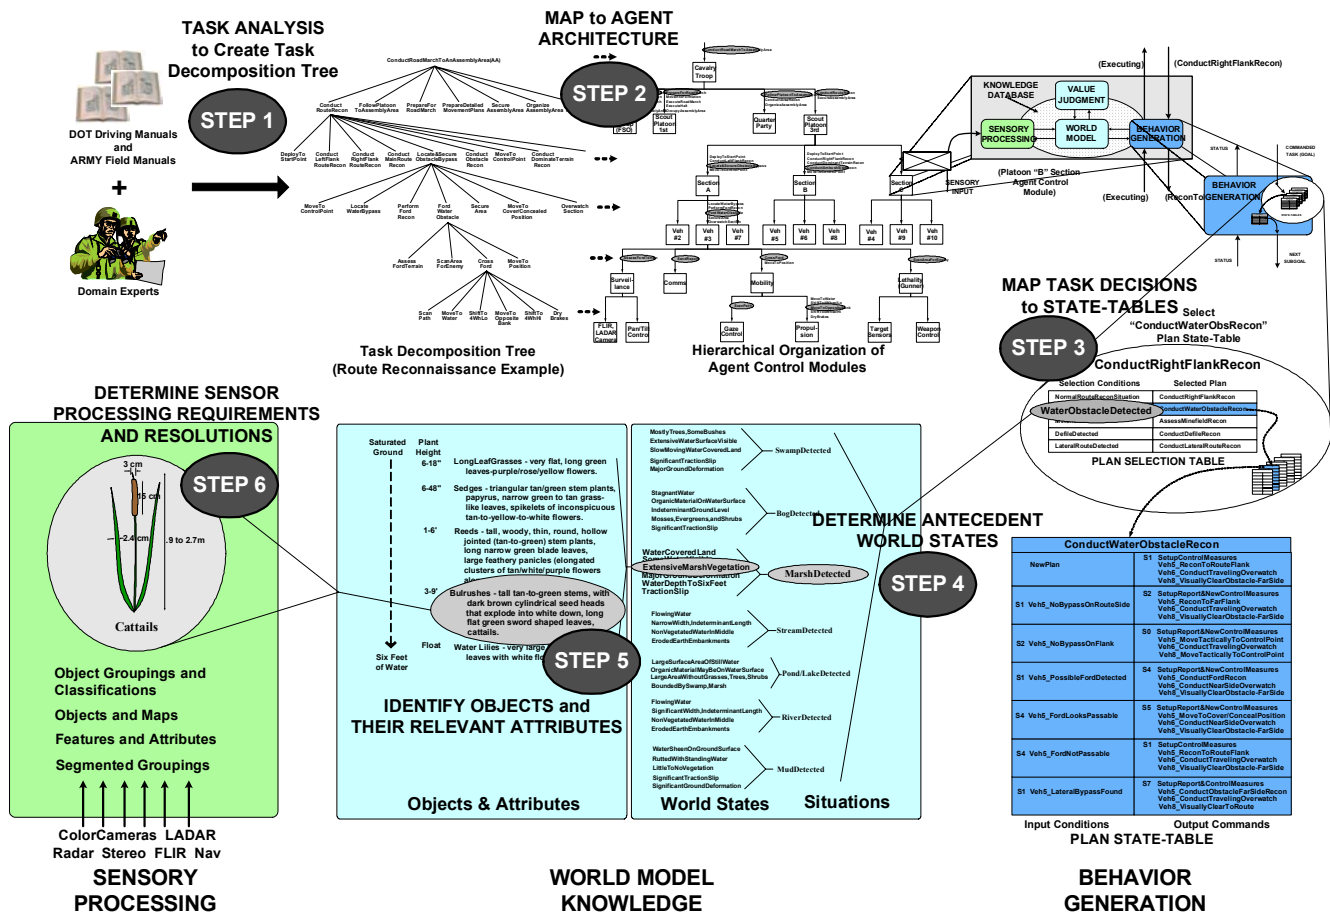 TASK ANALYSIS
to Create Task
Decomposition Tree
STEP 1
DOT Driving Manuals
and
ARMY Field Manuals
+
Domain Experts
ConductRoadMarchToAnAssemblyArea(AA)
Conduct
RouteRecon
FollowPlatoon
ToAssemblyArea
PrepareFor
RoadMarch
PrepareDetailed
MovementPlans
Secure
AssemblyArea
Organize
AssemblyArea
DeployTo
StartPoint
Conduct
LeftFlank
RouteRecon
Conduct
RightFlank
RouteRecon
Conduct
MainRoute
Recon
Locate&Secure
ObstacleBypass
Conduct
Obstacle
Recon
MoveTo
ControlPoint
Conduct
DominateTerrain
Recon
MoveTo
ControlPoint
Locate
WaterBypass
Perform
Ford
Recon
Ford
Water
Obstacle
Secure
Area
MoveTo
Cover/Concealed
Position
Overwatch
Section
Assess
FordTerrain
ScanArea
ForEnemy
Cross
Ford
MoveTo
Position
Scan
Path
MoveTo
Water
ShiftTo
4WhLo
MoveTo
Opposite
Bank
ShiftTo
4WhHi
Dry
Brakes
Task Decomposition Tree
(Route Reconnaissance Example)
MAP to AGENT
ARCHITECTURE
STEP 2
Cavalry
Troop
(FSO)
Scout
Platoon
1st
Quarter
Party
Scout
Platoon
3rd
Section
A
Section
B
Veh
#2
Veh
#3
Veh
#7
Veh
#5
Veh
#6
Veh
#8
Veh
#4
Veh
#9
Veh
#10
Surveil-
lance
Comms
Mobility
Lethality
(Gunner)
FLIR,
LADAR
Camera
Pan/Tilt
Control
Gaze
Control
Propul-
sion
Target
Sensors
Weapon
Control
Hierarchical Organization of
Agent Control Modules
(Executing)
(ConductRightFlankRecon)
KNOWLEDGE
DATABASE
VALUE
JUDGMENT
SENSORY
PROCESSING
WORLD
MODEL
BEHAVIOR
GENERATION
SENSORY
INPUT
(Platoon "B" Section
Agent Control
Module)
(Executing)
STATUS
COMMANDED
TASK (GOAL)
BEHAVIOR
GENERATION
STATE-TABLES
STATUS
NEXT
SUBGOAL
MAP TASK DECISIONS
to STATE-TABLES
STEP 3
Select
“ConductWaterObsRecon”
Plan State-Table
ConductRightFlankRecon
Selection Conditions
Selected Plan
NormalRouteReconSituation
ConductRightFlankRecon
WaterObstacleDetected
ConductWaterObstacleRecon
AssessMinefieldRecon
DefileDetected
ConductDefileRecon
LateralRouteDetected
ConductLateralRouteRecon
PLAN SELECTION TABLE
ConductWaterObstacleRecon
NewPlan
S1 SetupControlMeasures
Veh5_ReconToRouteFlank
Veh6_ConductTravelingOverwatch
Veh8_VisuallyClearObstacle-FarSide
S1 Veh5_NoBypassOnRouteSide
S2 SetupReport&NewControlMeasures
Veh5_ReconToFarFlank
Veh6_ConductTravelingOverwatch
Veh8_VisuallyClearObstacle-FarSide
S2 Veh5_NoBypassOnFlank
S0 SetupReport&NewControlMeasures
Veh5_MoveTacticallyToControlPoint
Veh6_ConductTravelingOverwatch
Veh8_MoveTacticallyToControlPoint
S1 Veh5_PossibleFordDetected
S4 SetupReport&NewControlMeasures
Veh5_ConductFordRecon
Veh6_ConductNearSideOverwatch
Veh8_VisuallyClearObstacle-FarSide
S4 Veh5_FordLooksPassable
S5 SetupReport&NewControlMeasures
Veh5_MoveToCover/ConcealPosition
Veh6_ConductNearSideOverwatch
Veh8_VisuallyClearObstacle-FarSide
S4 Veh5_FordNotPassable
S1 SetupControlMeasures
Veh5_ReconToRouteFlank
Veh6_ConductTravelingOverwatch
Veh8_VisuallyClearObstacle-FarSide
S1 Veh5_LateralBypassFound
S7 SetupReport&ControlMeasures
Veh5_ConductObstacleFarSideRecon
Veh6_ConductTravelingOverwatch
Veh8_VisuallyClearToRoute
Input Conditions
Output Commands
PLAN STATE-TABLE
BEHAVIOR
GENERATION
DETERMINE ANTECEDENT
WORLD STATES
STEP 4
MostlyTrees,SomeBushes
ExtensiveWaterSurfaceVisible
SlowMovingWaterCoveredLand
SignificantTractionSlip
MajorGroundDeformation
SwampDetected
StagnantWater
OrganicMaterialOnWaterSurface
IndeterminantGroundLevel
Mosses,Evergreens,andShrubs
SignificantTractionSlip
BogDetected
WaterCoveredLand
ExtensiveMarshVegetation
WaterDepthToSixFeet
TractionSlip
MarshDetected
FlowingWater
NarrowWidth,IndeterminantLength
NonVegetatedWaterInMiddle
ErodedEarthEmbankments
StreamDetected
LargeSurfaceAreaOfStillWater
OrganicMaterialMayBeOnWaterSurface
LargeAreaWithoutGrasses,Trees,Shrubs
BoundedBySwamp,Marsh
Pond/LakeDetected
FlowingWater
SignificantWidth,IndeterminantLength
NonVegetatedWaterInMiddle
ErodedEarthEmbankments
RiverDetected
WaterSheenOnGroundSurface
RuttedWithStandingWater
LittleToNoVegetation
SignificantTractionSlip
SignificantGroundDeformation
MudDetected
World States
Situations
Saturated
Ground
Plant
Height
6-18"
LongLeafGrasses - very flat, long green
leaves-purple/rose/yellow flowers.
6-48"
Sedges - triangular tan/green stem plants,
papyrus, narrow green to tan grass-
like leaves, spikelets of inconspicuous
tan-to-yellow-to-white flowers.
1-6'
Reeds - tall, woody, thin, round, hollow
jointed (tan-to-green) stem plants,
long narrow green blade leaves,
large feathery panicles (elongated
clusters of tan/white/purple flowers
3-9'
Bulrushes - tall tan-to-green stems, with
dark brown cylindrical seed heads
that explode into white down, long
flat green sword shaped leaves,
cattails.
Float
Water Lilies - very large
leaves with white
Six Feet
of Water
STEP 5
IDENTIFY OBJECTS and
THEIR RELEVANT ATTRIBUTES
Objects & Attributes
WORLD MODEL
KNOWLEDGE
DETERMINE SENSOR
PROCESSING REQUIREMENTS
AND RESOLUTIONS
STEP 6
3 cm
15 cm
~2.4 cm
.9 to 2.7m
Cattails
Object Groupings and
Classifications
Objects and Maps
Features and Attributes
Segmented Groupings
ColorCameras LADAR
Radar Stereo FLIR Nav
SENSORY
PROCESSING